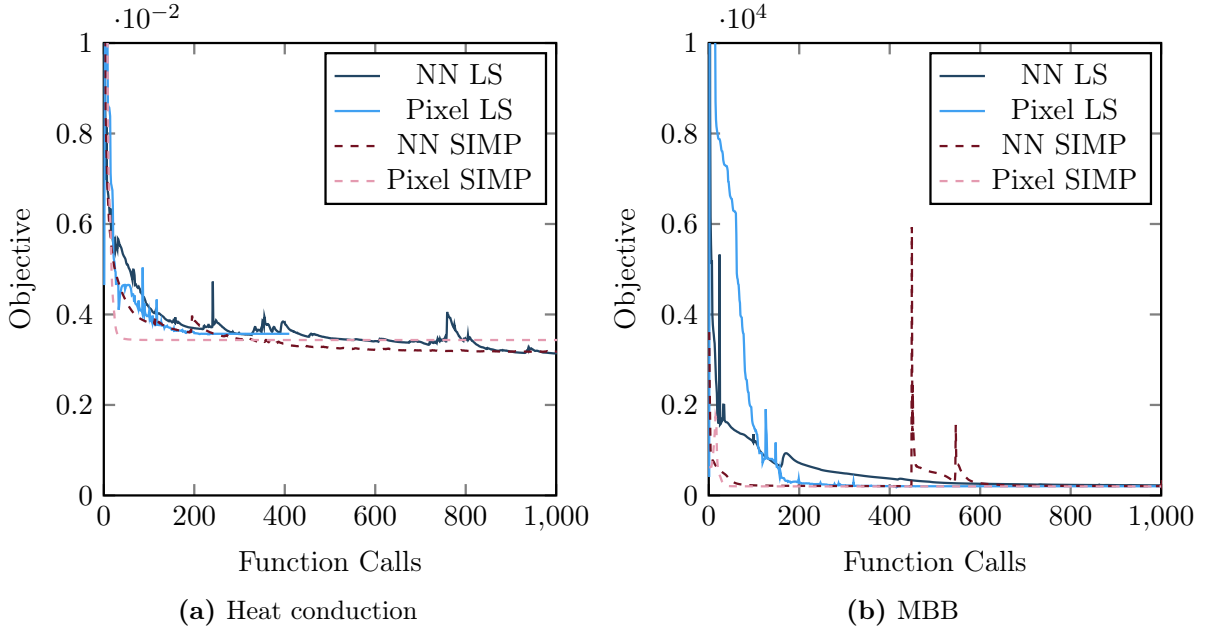 ·10⁻²
1
0.8
0.6
0.4
0.2
0
0 200 400 600 800 1,000
Objective
Function Calls
NN LS
Pixel LS
NN SIMP
Pixel SIMP
(a) Heat conduction
·10⁴
1
0.8
0.6
0.4
0.2
0
0 200 400 600 800 1,000
Objective
Function Calls
NN LS
Pixel LS
NN SIMP
Pixel SIMP
(b) MBB